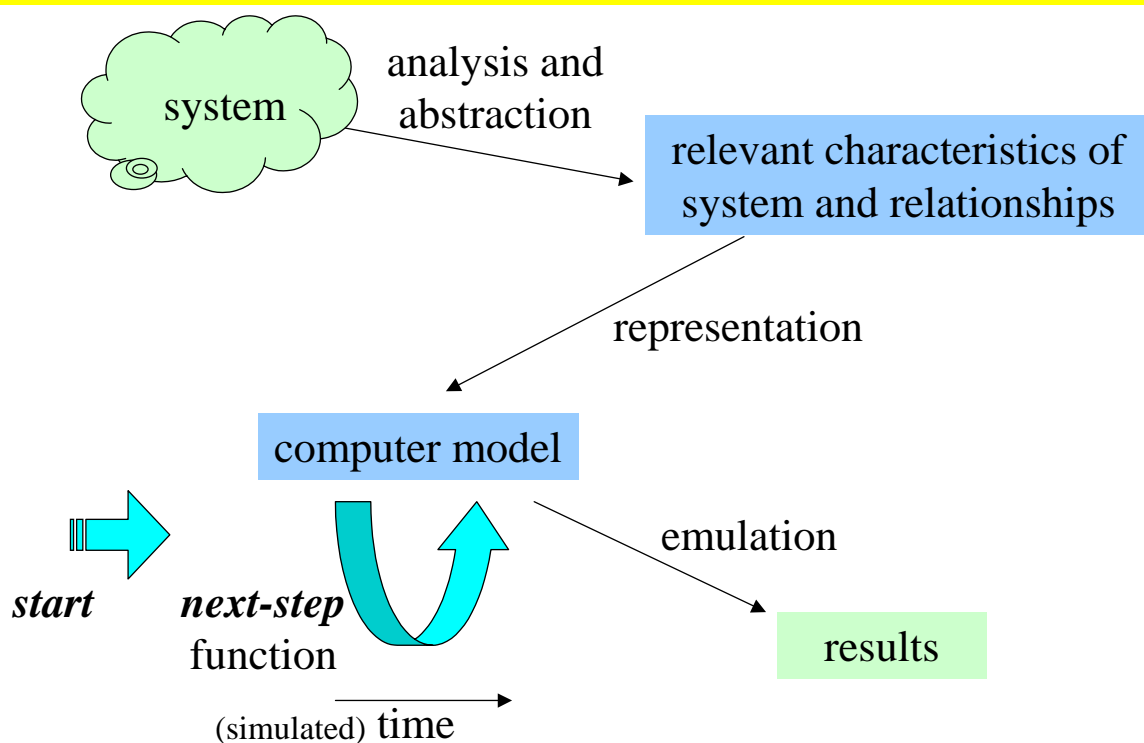 system
analysis and
abstraction
relevant characteristics of
system and relationships
representation
computer model
emulation
start
next-step
function
results
(simulated) time